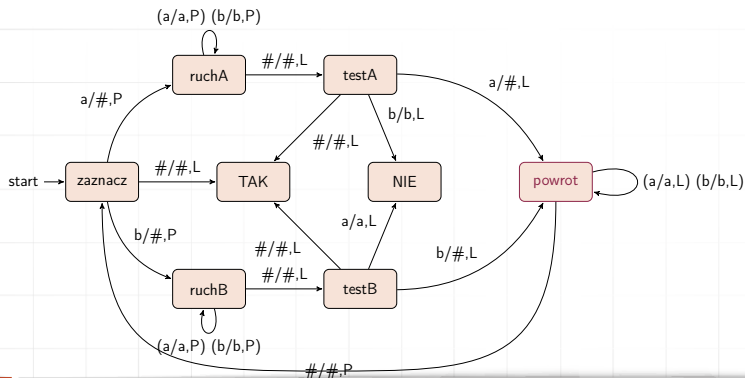 (a/a,P) (b/b,P)
ruchA
#/#,L
testA
a/#,L
a/#,P
b/b,L
#/#,L
start
zaznacz
#/#,L
TAK
NIE
powrot
(a/a,L) (b/b,L)
b/#,P
a/a,L
#/#,L
b/#,L
ruchB
#/#,L
testB
(a/a,P) (b/b,P)
#/#,P